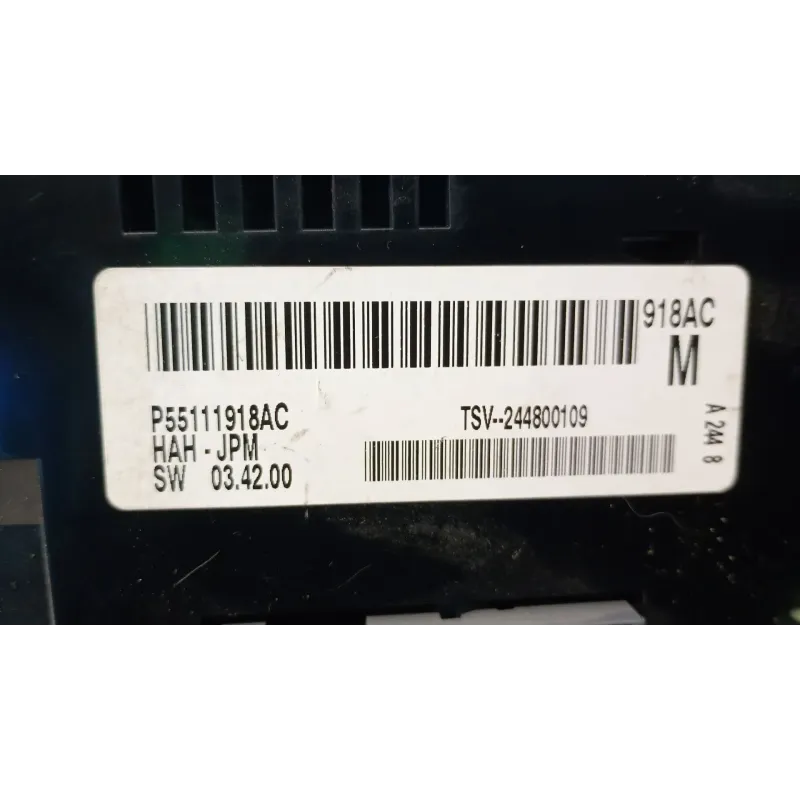 918AC
M
P55111918AC
HAH - JPM
SW 03.42.00
TSV--244800109
A 244 8